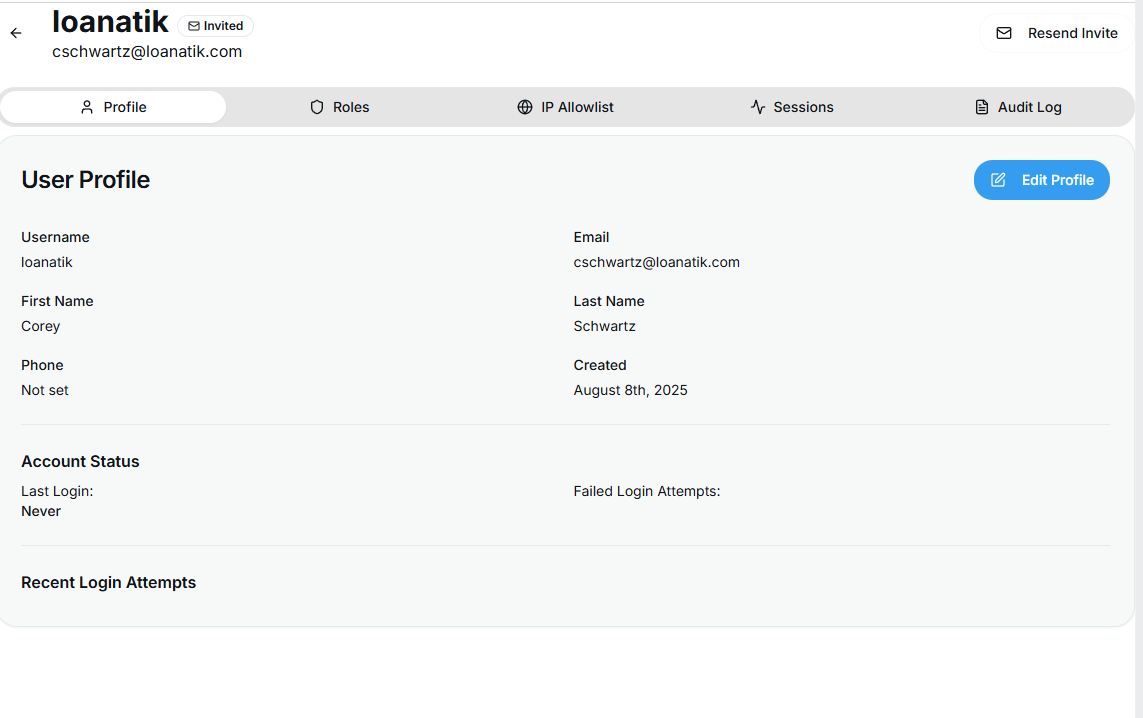 loanatik Invited
cschwartz@loanatik.com
Resend Invite
Profile Roles IP Allowlist Sessions Audit Log
User Profile Edit Profile
Username Email
loanatik cschwartz@loanatik.com
First Name Last Name
Corey Schwartz
Phone Created
Not set August 8th, 2025
Account Status
Last Login: Failed Login Attempts:
Never
Recent Login Attempts